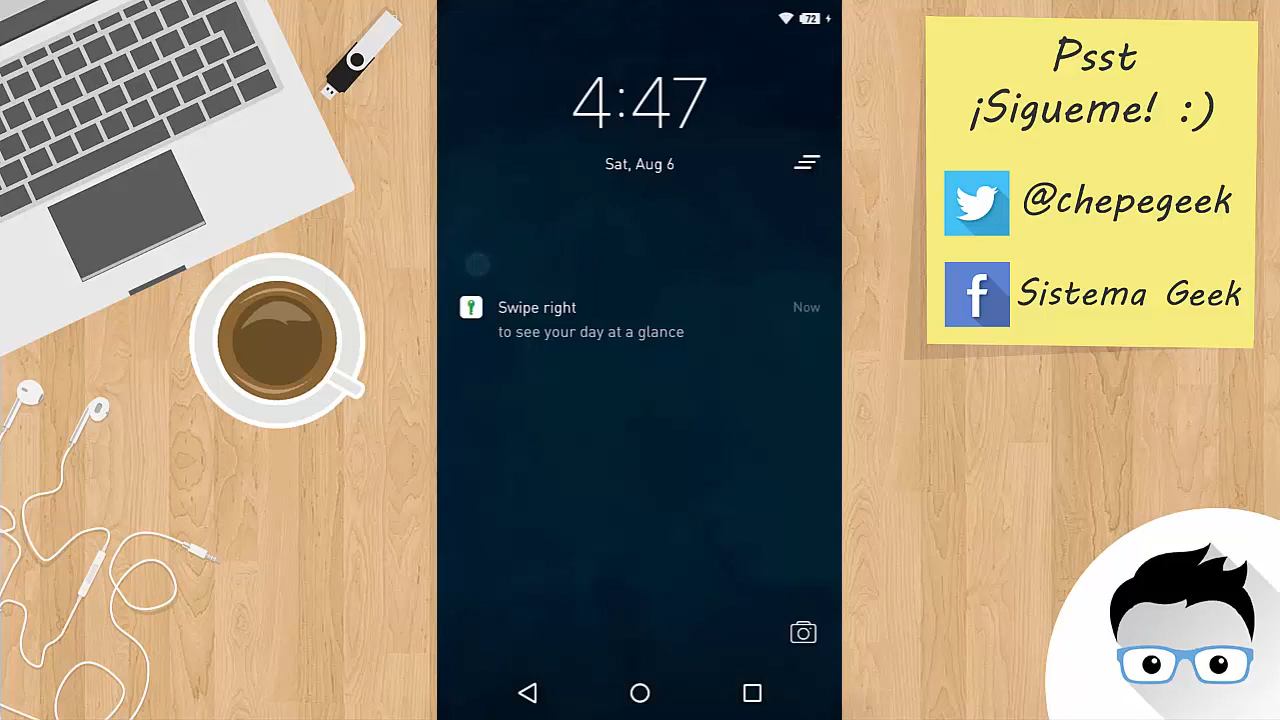 72
4:47
Sat, Aug 6
Swipe right
Now
to see your day at a glance
Psst
¡Sigueme! :)
@chepegeek
Sistema Geek